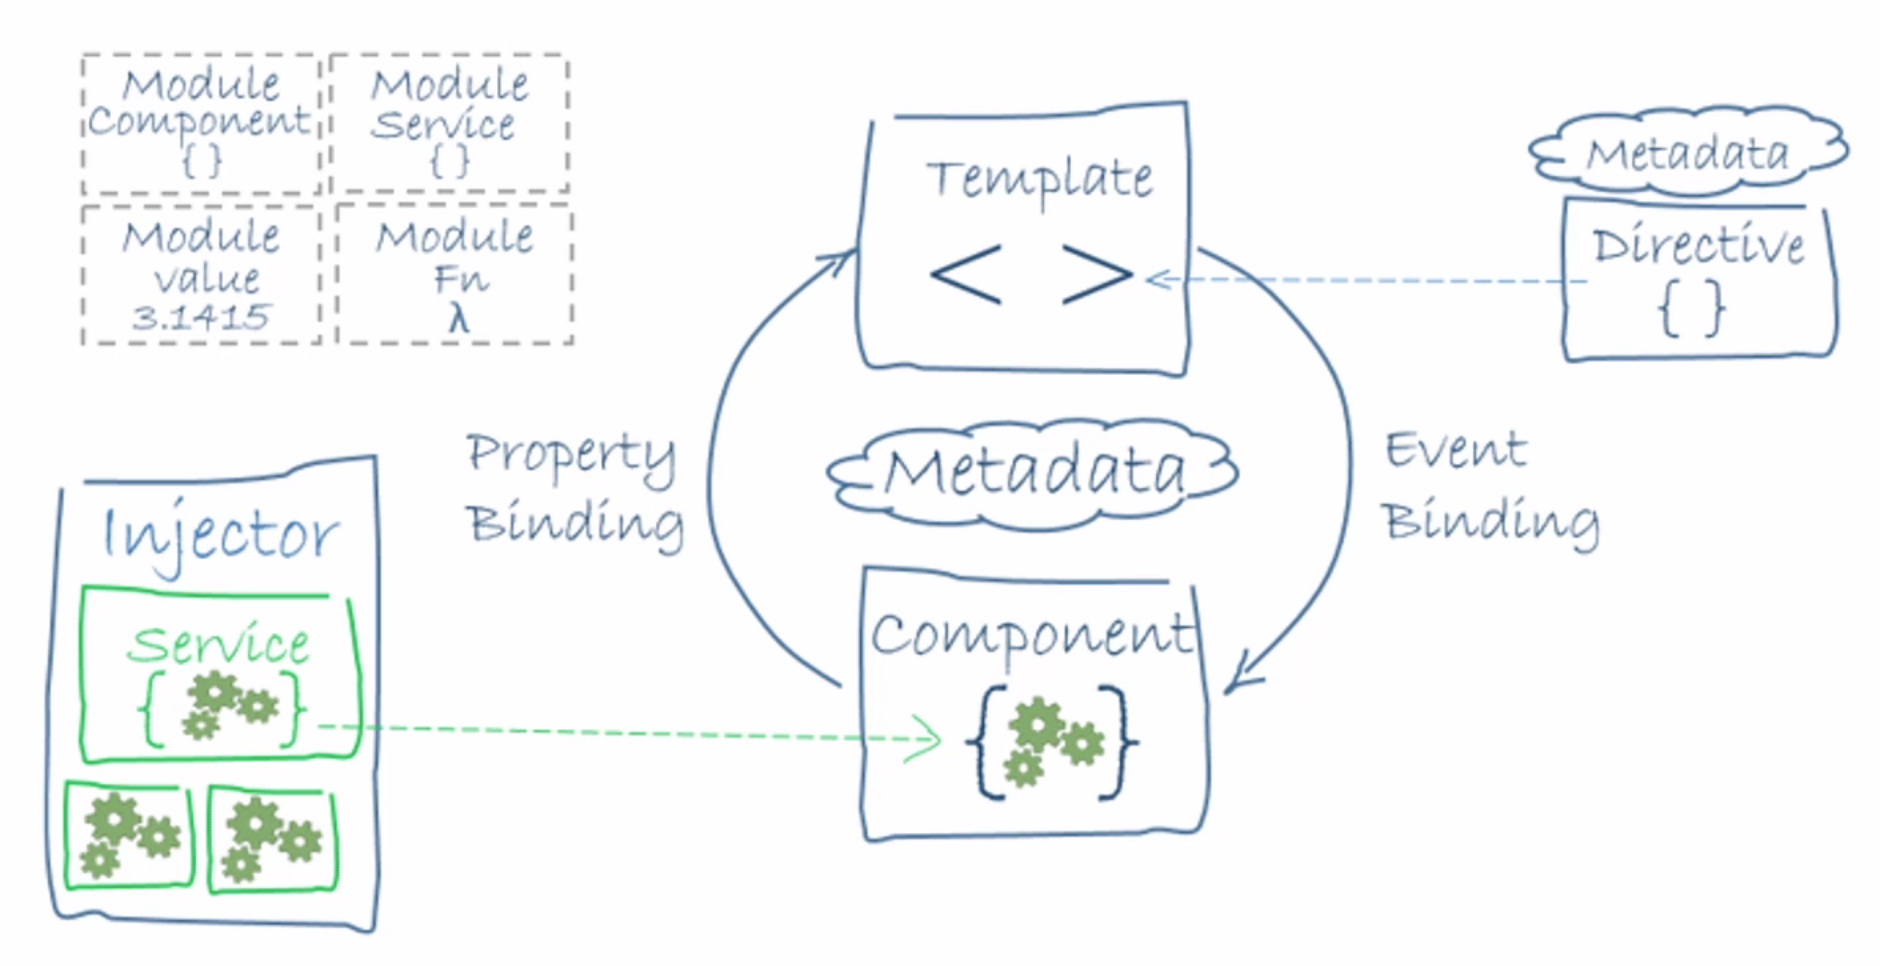 Module
Component
{ }
Module
Service
{ }
Module
value
3.1415
Module
Fn
λ
Template
< >
Metadata
Directive
{ }
Property
Binding
Metadata
Event
Binding
Injector
Service
{ }
Component
{ }